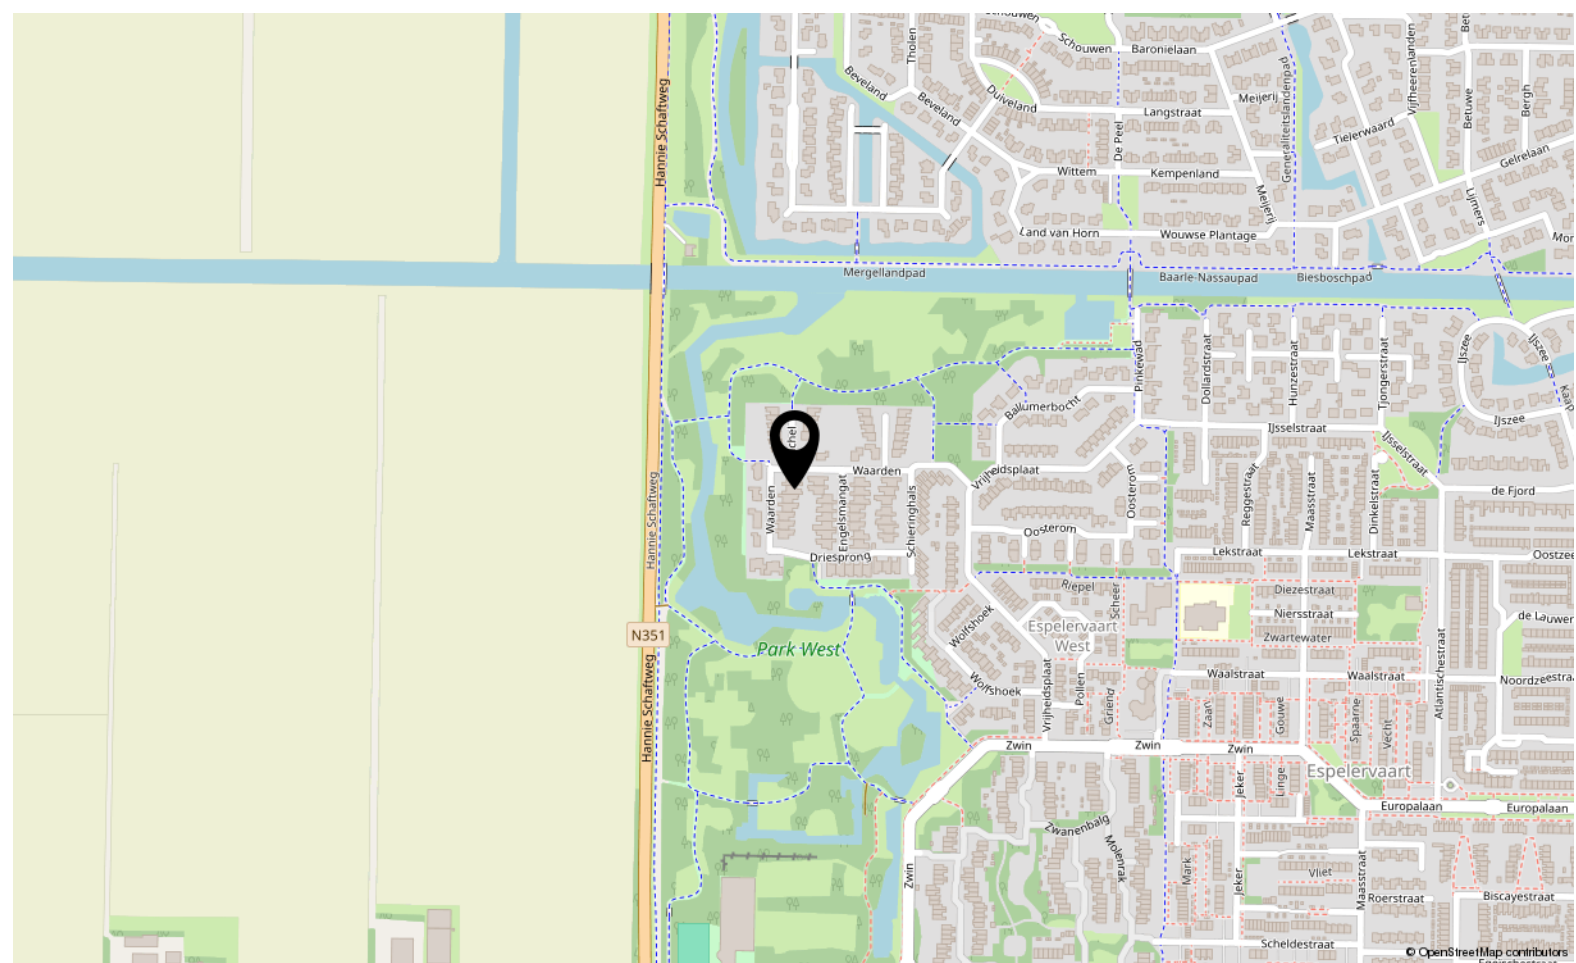 Schouwen
Schouwen
Baronielaan
Tholen
Beveland
Beveland
Duiveland
Langstraat
Meijerij
De Peel
Generaliteitslandenpad
Vijfheerenlanden
Betuwe
Bergh
Tielerwaard
Gelrelaan
Hannie Schaftweg
Wittem
Kempenland
Meijerij
Lijmers
Land van Horn
Wouwse Plantage
Mergellandpad
Baarle-Nassaupad
Biesboschpad
Pinkewad
Dollardstraat
Hunzestraat
Tjongerstraat
IJszee
IJszee
IJszee
Ballumerbocht
IJsselstraat
IJsselstraat
chel
Waarden
Vrijheidsplaat
Oosterom
Reggestraat
Maasstraat
Dinkelstraat
de Fjord
Hannie Schaftweg
Waarden
Engelsmangat
Schieringhals
Oosterom
Driesprong
Lekstraat
Lekstraat
Riepel
Scheer
Diezestraat
Niersstraat
Zwartewater
N351
Park West
Wolfshoek
Espelervaart
West
Wolfshoek
Vrijheidsplaat
Pollen
Griend
Waalstraat
Waalstraat
Atlantischestraat
Zaan
Gouwe
Spaarne
Vecht
Hannie Schaftweg
Zwin
Zwin
Zwin
Espelervaart
Jeker
Linge
Europalaan
Europalaan
Zwanenbalg
Molenrak
Zwin
Mark
Jeker
Vliet
Maasstraat
Roerstraat
Biscayestraat
Scheldestraat
© OpenStreetMap contributors